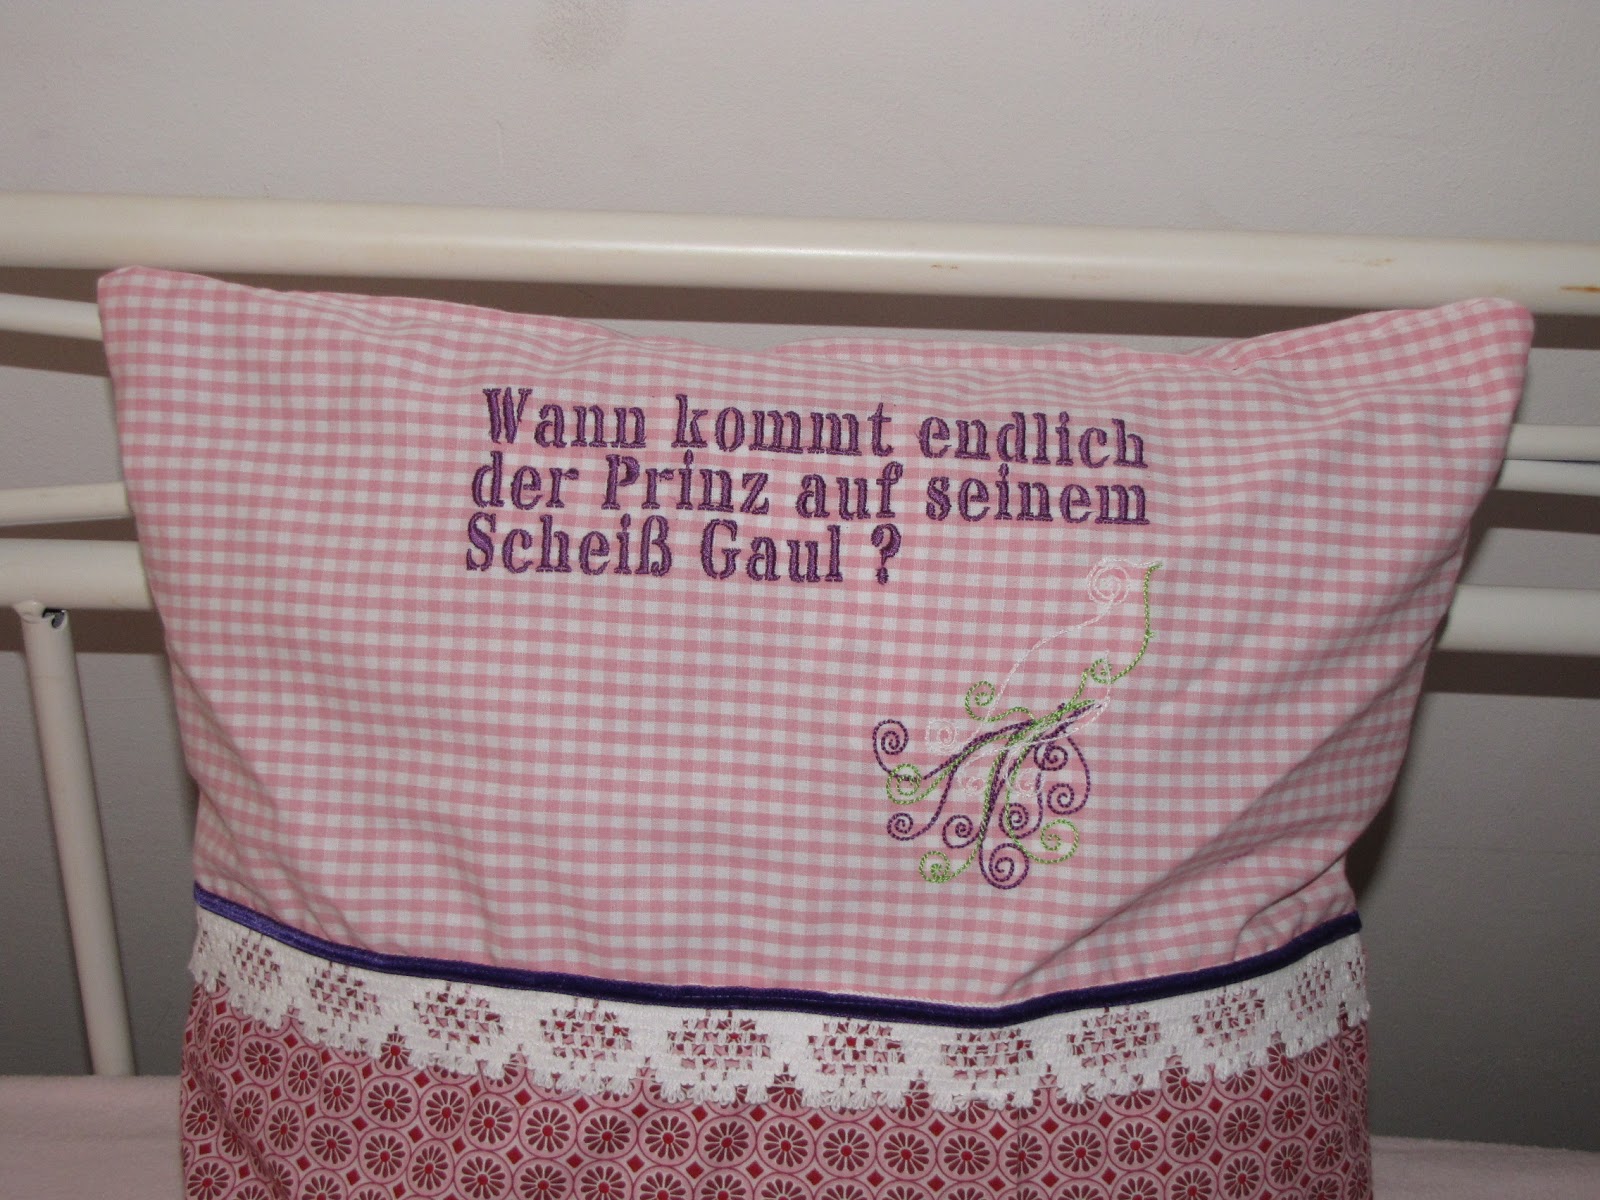 Wann kommt endlich
der Prinz auf seinem
Scheiß Gaul ?